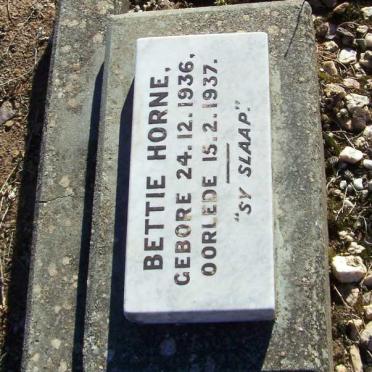 BETTIE HORNE,
GEBORE 24.12.1936,
OORLEDE 15.2.1937.
"SY SLAAP."